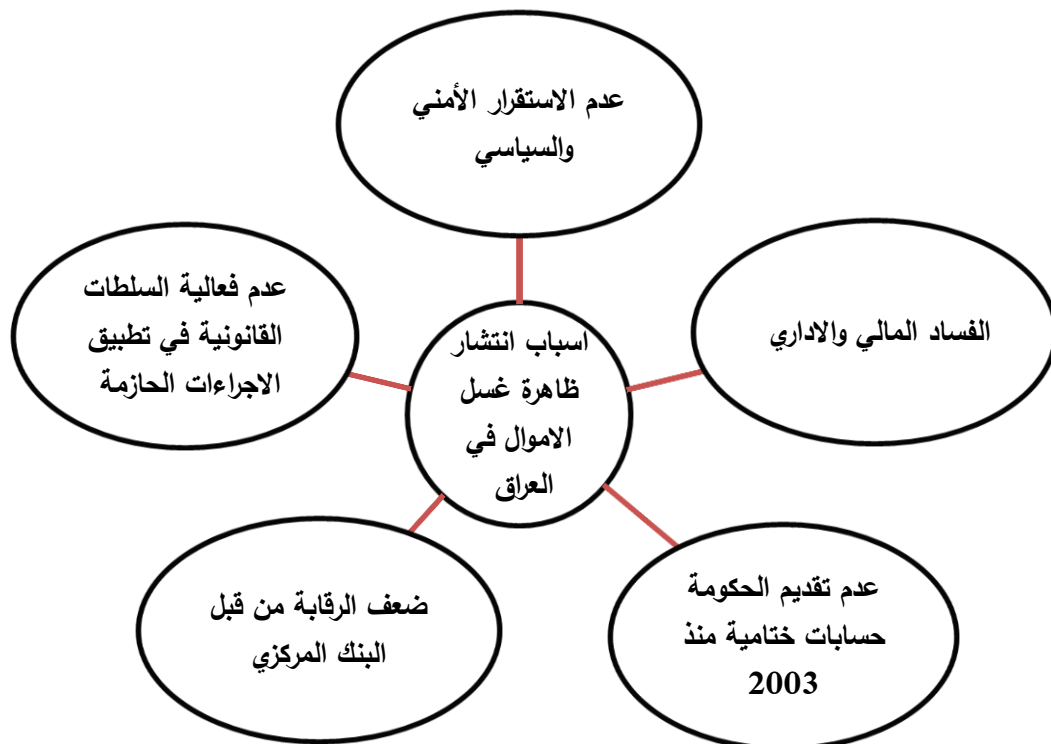 عدم الاستقرار الأمني
والسياسي
الفساد المالي والاداري
عدم تقديم الحكومة
حسابات ختامية منذ
2003
ضعف الرقابة من قبل
البنك المركزي
عدم فعالية السلطات
القانونية في تطبيق
الاجراءات الحازمة
اسباب انتشار
ظاهرة غسل
الاموال في
العراق